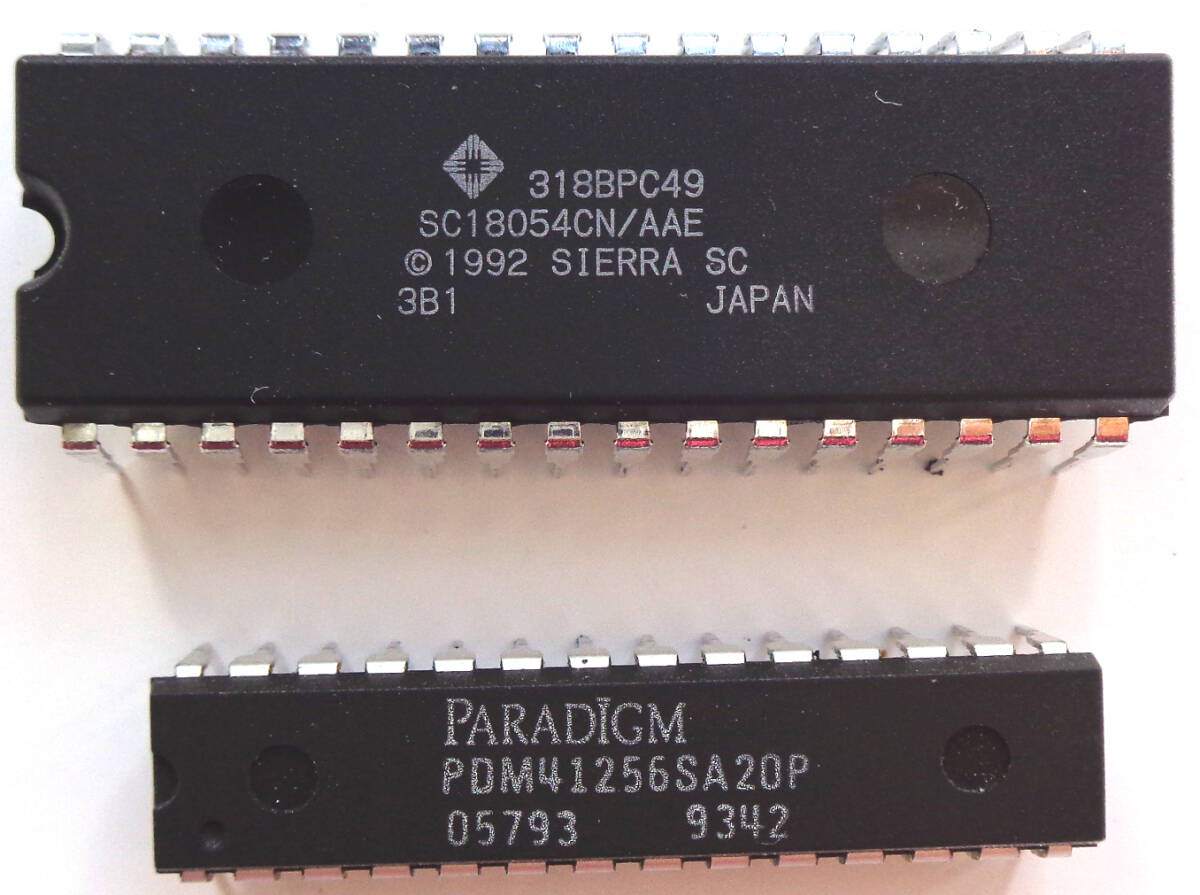 318BPC49
SC18054CN/AAE
©1992 SIERRA SC
3B1 JAPAN
PARADIGM
PDM41256SA20P
05793 9342